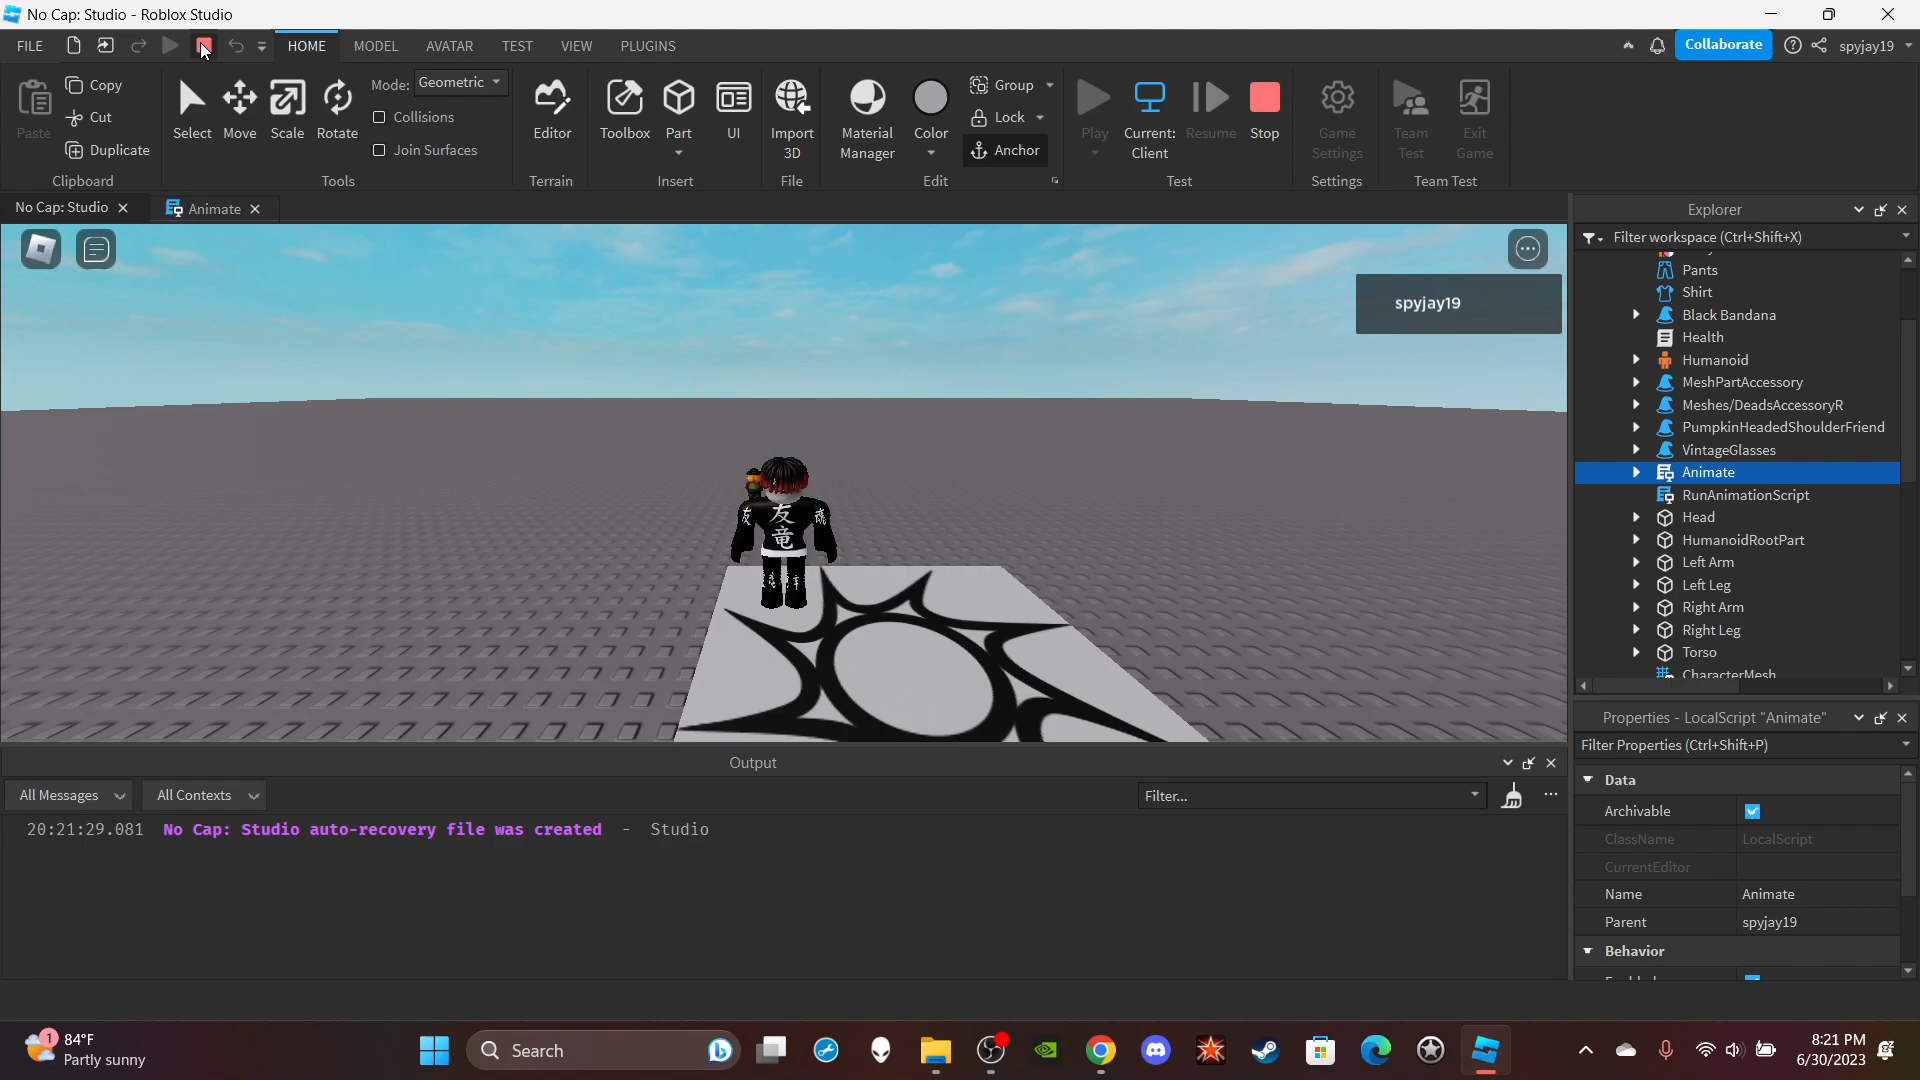 No Cap: Studio - Roblox Studio
FILE
HOME
MODEL
AVATAR
TEST
VIEW
PLUGINS
Collaborate
spyjay19
Paste
Copy
Cut
Duplicate
Clipboard
Select
Move
Scale
Rotate
Mode: Geometric
Collisions
Join Surfaces
Tools
Editor
Terrain
Toolbox
Part
UI
Insert
Import
3D
File
Material
Manager
Color
Group
Lock
Anchor
Edit
Play
Current:
Client
Resume
Stop
Test
Game
Settings
Settings
Team
Test
Exit
Game
Team Test
No Cap: Studio
Animate
spyjay19
友
友
魂
竜
Explorer
Filter workspace (Ctrl+Shift+X)
Pants
Shirt
Black Bandana
Health
Humanoid
MeshPartAccessory
Meshes/DeadsAccessoryR
PumpkinHeadedShoulderFriend
VintageGlasses
Animate
RunAnimationScript
Head
HumanoidRootPart
Left Arm
Left Leg
Right Arm
Right Leg
Torso
CharacterMesh
Properties - LocalScript "Animate"
Filter Properties (Ctrl+Shift+P)
Data
Archivable
ClassName LocalScript
CurrentEditor
Name Animate
Parent spyjay19
Behavior
Output
All Messages
All Contexts
Filter...
20:21:29.081 No Cap: Studio auto-recovery file was created - Studio
1
84°F
Partly sunny
Search
8:21 PM
6/30/2023